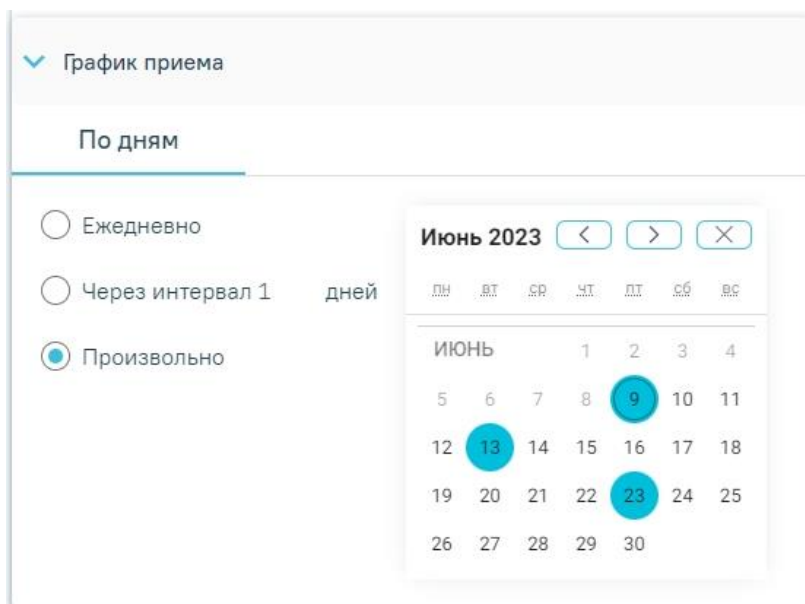 График приема
По дням
Ежедневно
Через интервал 1 дней
Произвольно
Июнь 2023
пн вт ср чт пт сб вс
ИЮНЬ 1 2 3 4
5 6 7 8 9 10 11
12 13 14 15 16 17 18
19 20 21 22 23 24 25
26 27 28 29 30